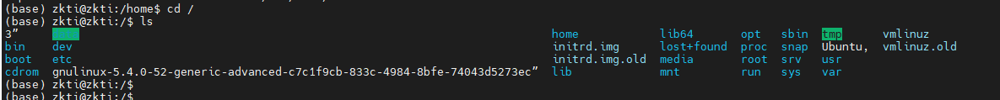 (base) zkti@zkti:/home$ cd /
(base) zkti@zkti:/$ ls
3” home lib64 opt sbin tmp vmlinuz
bin dev initrd.img lost+found proc snap Ubuntu, vmlinuz.old
boot etc initrd.img.old media root srv usr
cdrom gnulinux-5.4.0-52-generic-advanced-c7c1f9cb-833c-4984-8bfe-74043d5273ec” lib mnt run sys var
(base) zkti@zkti:/$
(base) zkti@zkti:/$